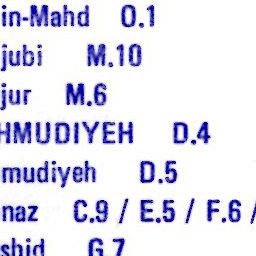 in-Mahd O.1
jubi M.10
jur M.6
HMUDIYEH D.4
mudiyeh D.5
naz C.9 / E.5 / F.6 /
shid G.7